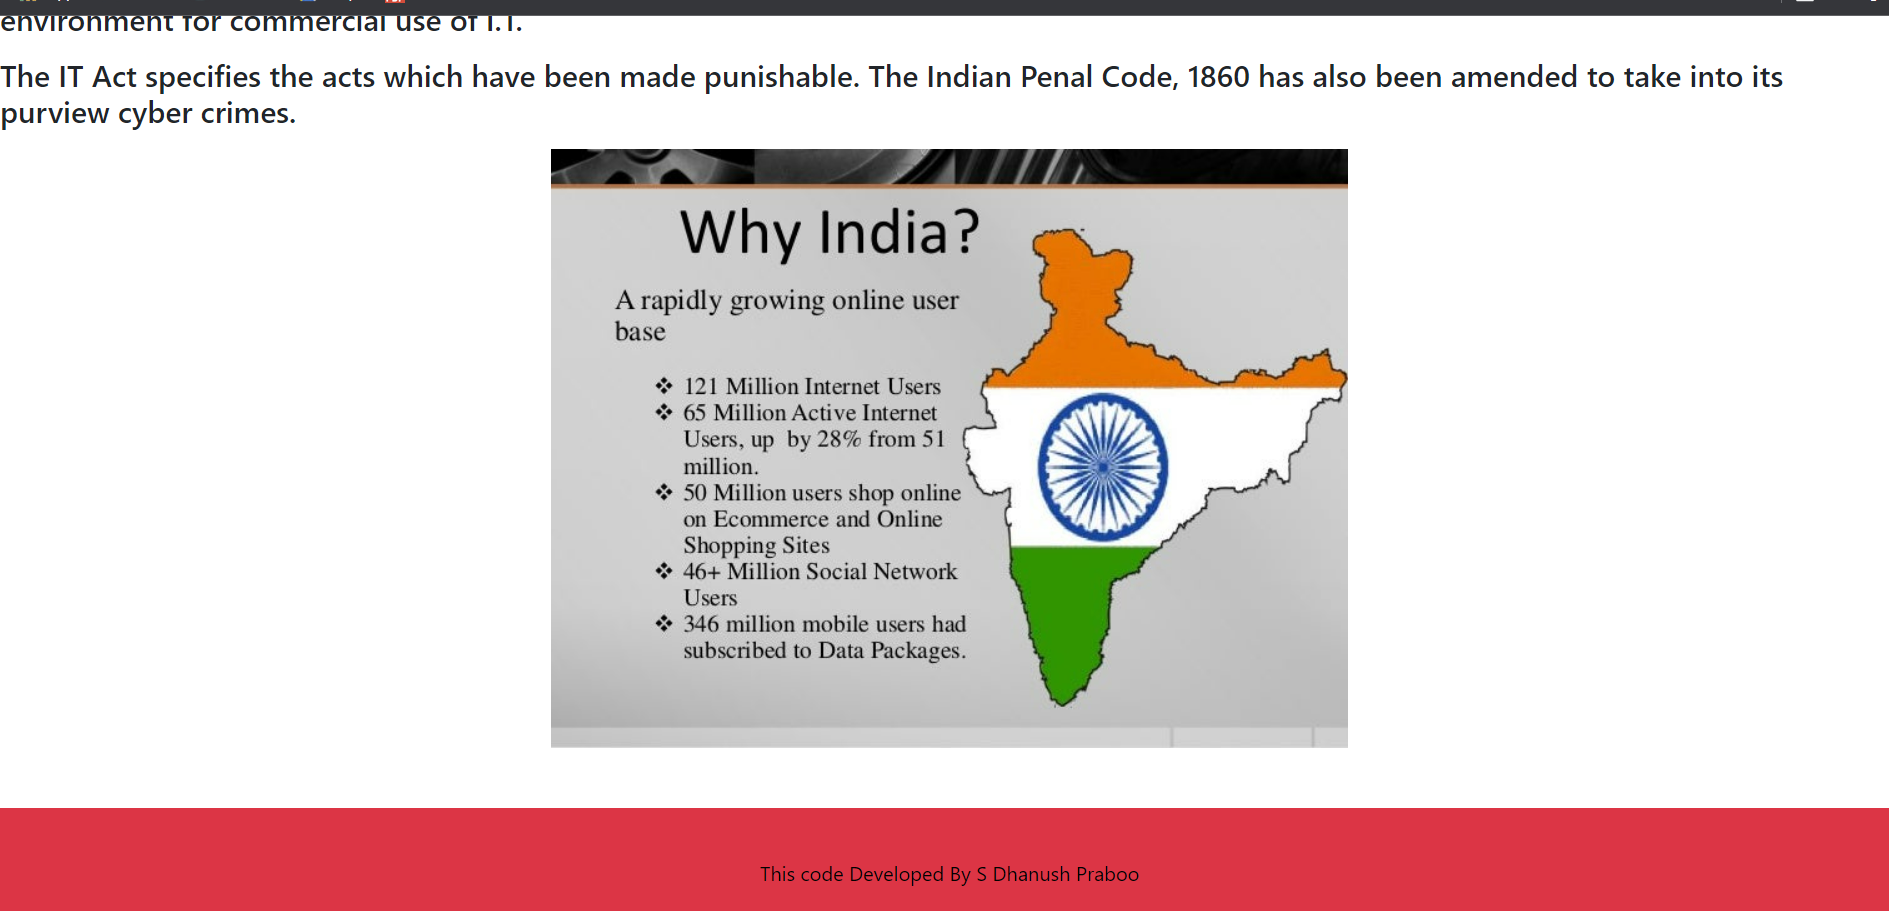 environment for commercial use of I.T.
The IT Act specifies the acts which have been made punishable. The Indian Penal Code, 1860 has also been amended to take into its
purview cyber crimes.
Why India?
A rapidly growing online user
base
❖ 121 Million Internet Users
❖ 65 Million Active Internet
Users, up by 28% from 51
million.
❖ 50 Million users shop online
on Ecommerce and Online
Shopping Sites
❖ 46+ Million Social Network
Users
❖ 346 million mobile users had
subscribed to Data Packages.
This code Developed By S Dhanush Praboo